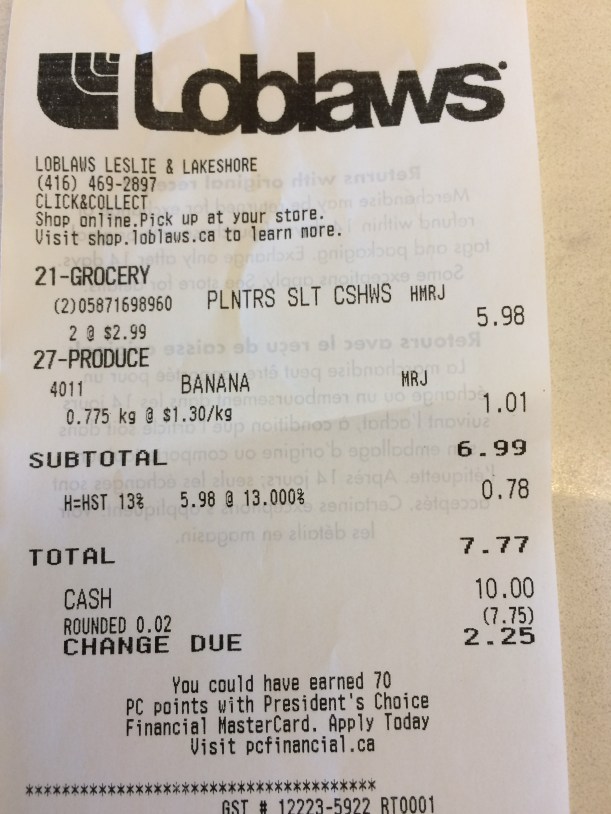 Loblaws
LOBLAWS LESLIE & LAKESHORE
(416) 469-2897
CLICK&COLLECT
Shop online.Pick up at your store.
Visit shop.loblaws.ca to learn more.
21-GROCERY
(2)05871698960 PLNTRS SLT CSHWS HMRJ
2 @ $2.99 5.98
27-PRODUCE
4011 BANANA MRJ
0.775 kg @ $1.30/kg 1.01
SUBTOTAL 6.99
H=HST 13% 5.98 @ 13.000% 0.78
TOTAL 7.77
CASH 10.00
ROUNDED 0.02 (7.75)
CHANGE DUE 2.25
You could have earned 70
PC points with President's Choice
Financial MasterCard. Apply Today
Visit pcfinancial.ca
**************************************
GST # 12223-5922 RT0001